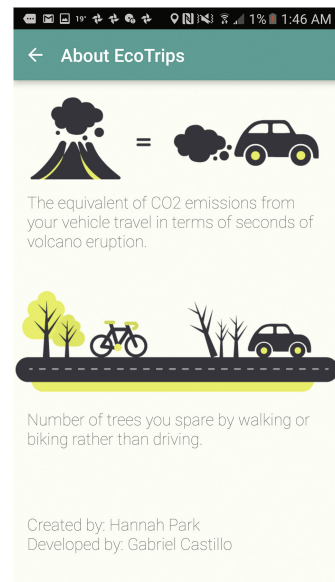 19° 1% 1:46 AM
← About EcoTrips
=
The equivalent of CO2 emissions from
your vehicle travel in terms of seconds of
volcano eruption.
Number of trees you spare by walking or
biking rather than driving.
Created by: Hannah Park
Developed by: Gabriel Castillo